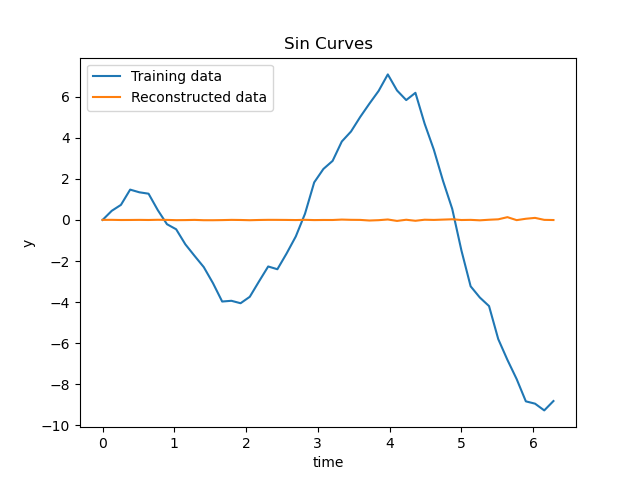 Sin Curves
Training data
Reconstructed data
y
6
4
2
0
−2
−4
−6
−8
−10
0 1 2 3 4 5 6
time